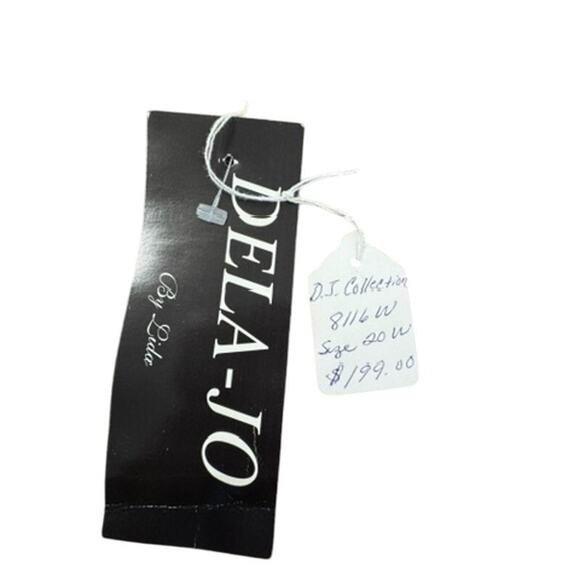 DELA-JO
By Lida
D.J. Collection
8116 W
Size 20 W
$199.00